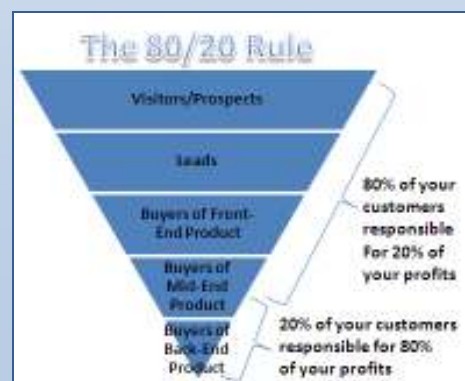 The 80/20 Rule
Visitors/Prospects
Leads
Buyers of Front-
End Product
Buyers of
Mid-End
Product
Buyers of
Back-End
Product
80% of your
customers
responsible
For 20% of
your profits
20% of your customers
responsible for 80%
of your profits